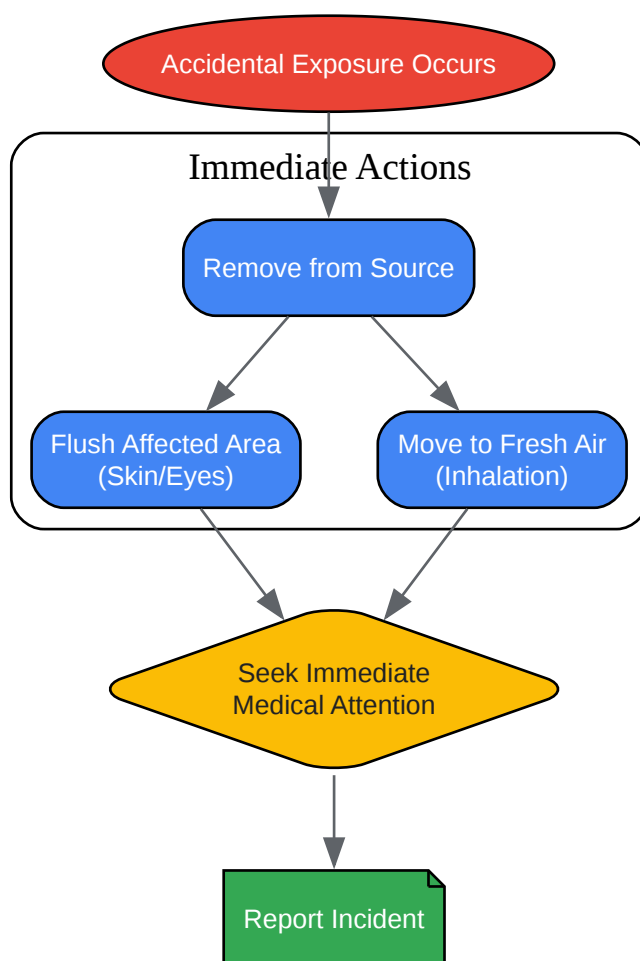 Accidental Exposure Occurs
Immediate Actions
Remove from Source
Flush Affected Area
(Skin/Eyes)
Move to Fresh Air
(Inhalation)
Seek Immediate
Medical Attention
Report Incident